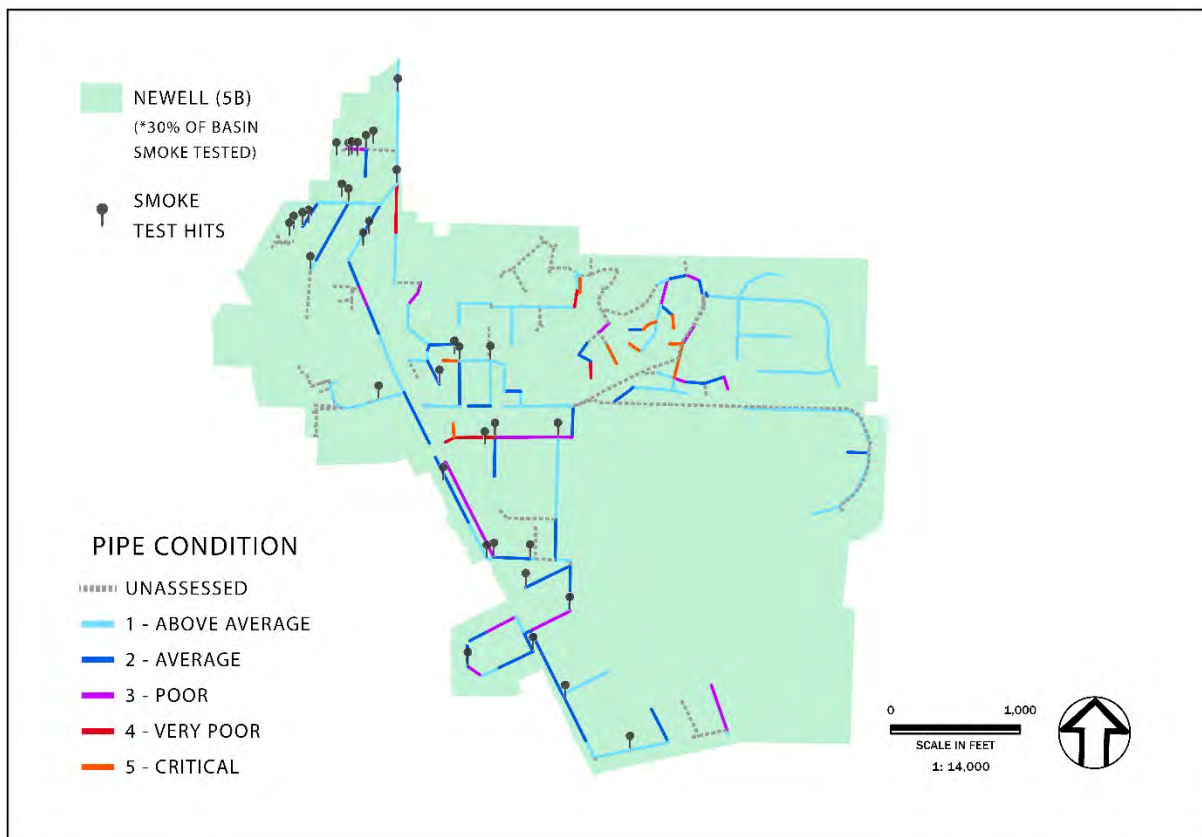 NEWELL (5B)
(*30% OF BASIN
SMOKE TESTED)
SMOKE
TEST HITS
PIPE CONDITION
UNASSESSED
1 - ABOVE AVERAGE
2 - AVERAGE
3 - POOR
4 - VERY POOR
5 - CRITICAL
0 1,000
SCALE IN FEET
1: 14,000